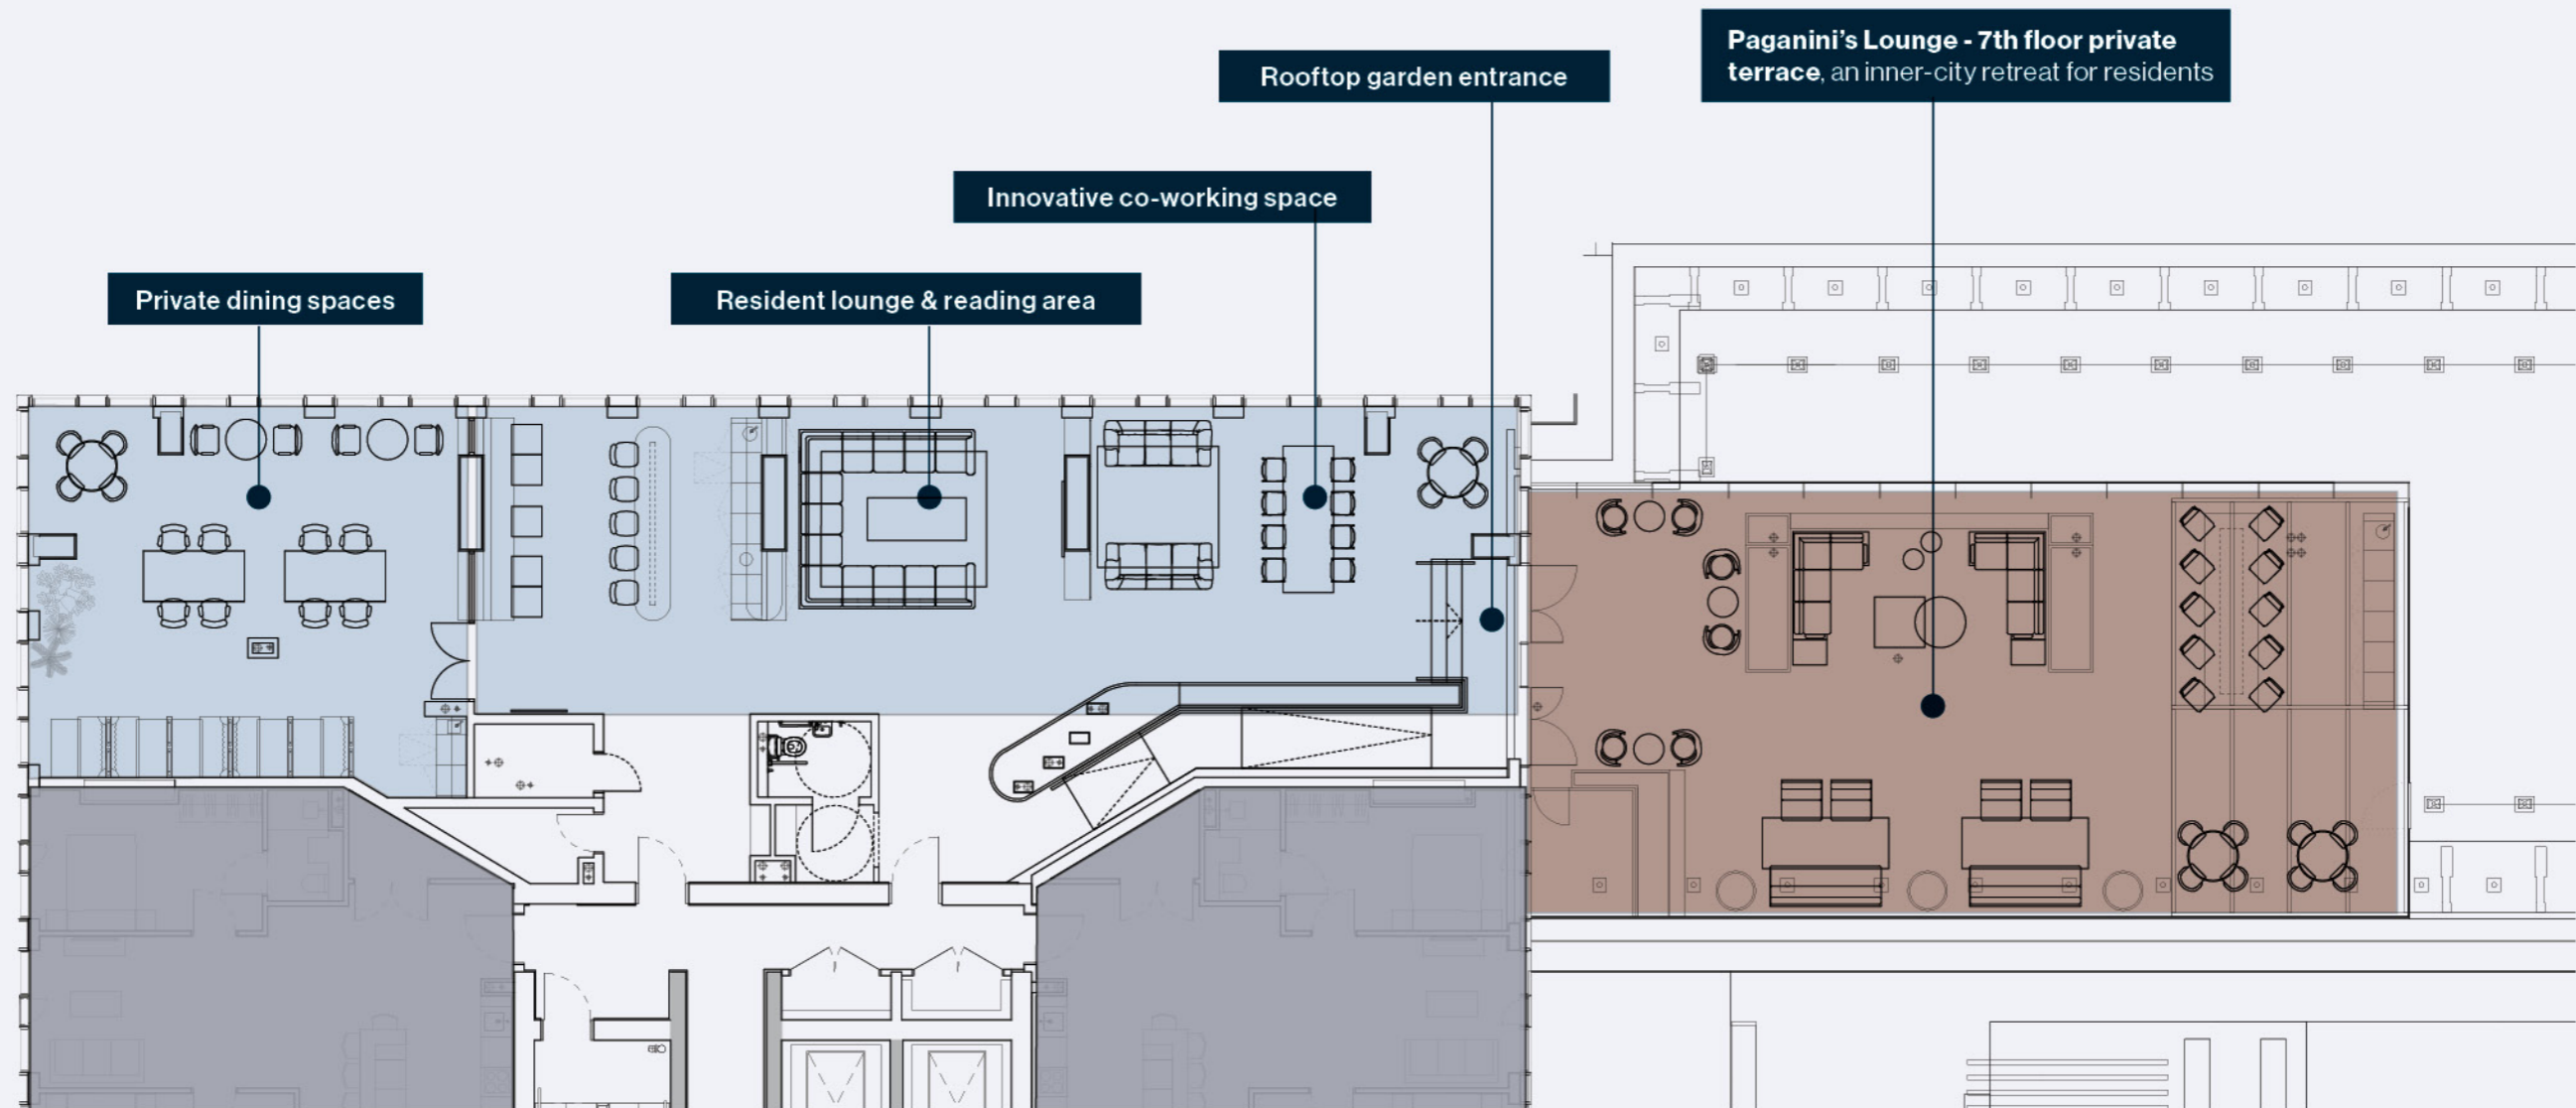 Paganini's Lounge - 7th floor private
terrace, an inner-city retreat for residents
Rooftop garden entrance
Innovative co-working space
Private dining spaces
Resident lounge & reading area